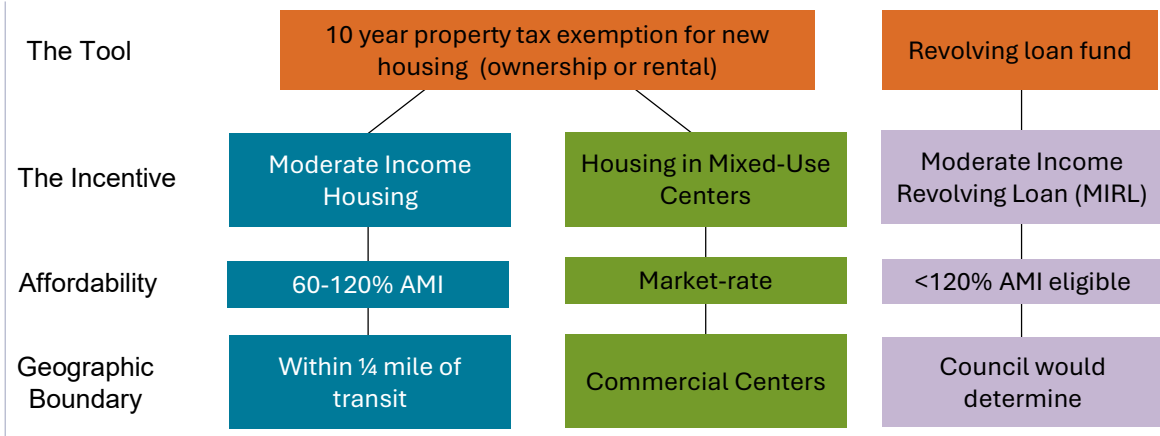 The Tool
10 year property tax exemption for new
housing (ownership or rental)
Revolving loan fund
The Incentive
Moderate Income
Housing
Housing in Mixed-Use
Centers
Moderate Income
Revolving Loan (MIRL)
Affordability
60-120% AMI
Market-rate
<120% AMI eligible
Geographic
Boundary
Within ¼ mile of
transit
Commercial Centers
Council would
determine